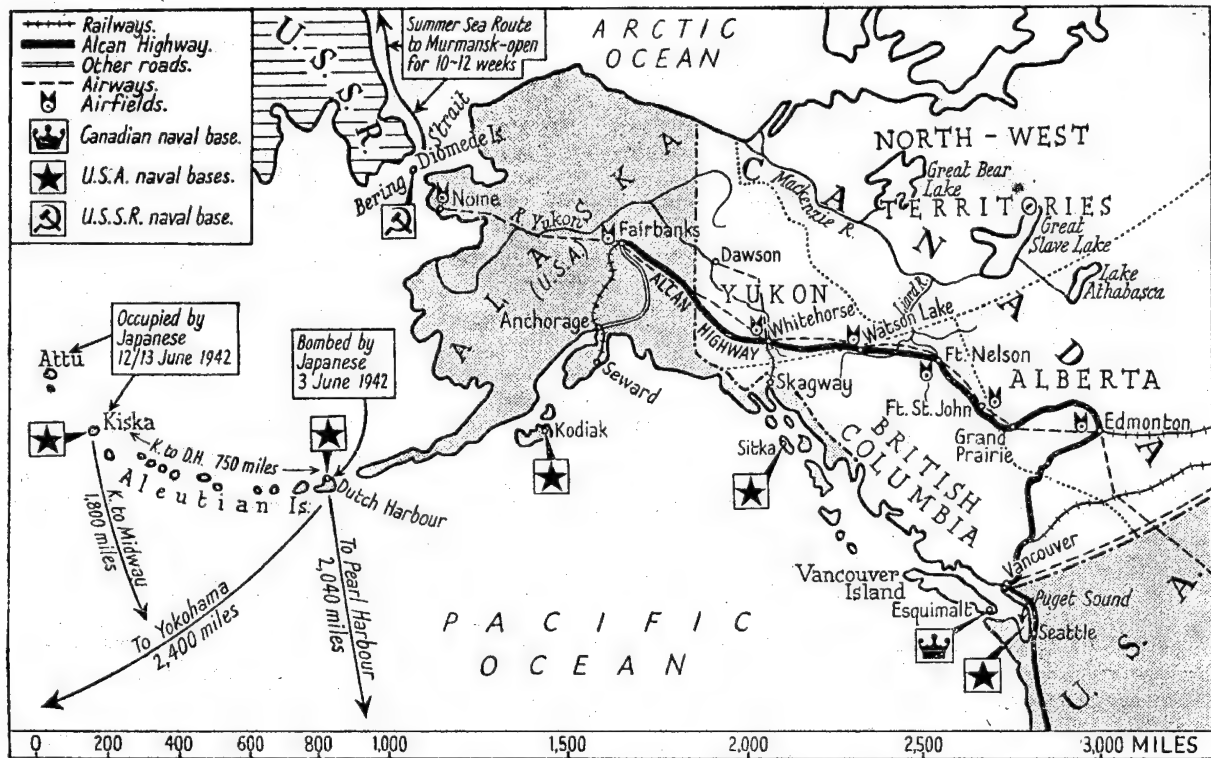 Railways.
Alcan Highway.
Other roads.
Airways.
Airfields.
Canadian naval base.
U.S.A. naval bases.
U.S.S.R. naval base.
U.S.S.R.
Summer Sea Route
to Murmansk-open
for 10-12 weeks
ARCTIC
OCEAN
Bering Strait
Diomede Is.
Nome
R. Yukon
ALASKA
(U.S.A.)
Fairbanks
Anchorage
Seward
Kodiak
ALCAN
HIGHWAY
Dawson
YUKON
Whitehorse
Skagway
Sitka
Watson Lake
Liard R.
Mackenzie R.
CANADA
NORTH-WEST
TERRITORIES
Great Bear
Lake
Great
Slave Lake
Lake
Athabasca
Ft. Nelson
Ft. St. John
ALBERTA
Grand
Prairie
Edmonton
BRITISH
COLUMBIA
Vancouver
Vancouver
Island
Esquimalt
Puget Sound
Seattle
U.S.A.
Occupied by
Japanese
12/13 June 1942
Attu
Kiska
Bombed by
Japanese
3 June 1942
K. to D.H. 750 miles
Aleutian Is.
Dutch Harbour
K. to Midway
1,800 miles
To Yokohama
2,400 miles
To Pearl Harbour
2,040 miles
PACIFIC
OCEAN
0 200 400 600 800 1,000 1,500 2,000 2,500 3,000 MILES